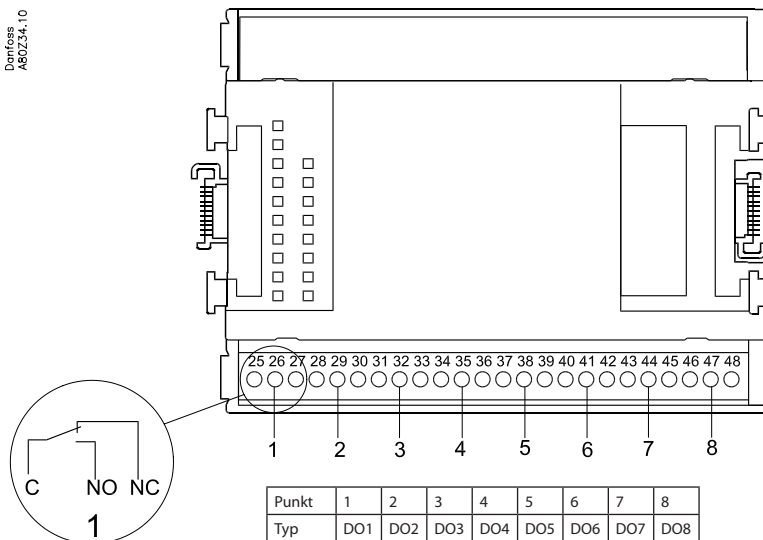 Danfoss
A80Z34.10
25 26 27 28 29 30 31 32 33 34 35 36 37 38 39 40 41 42 43 44 45 46 47 48
1 2 3 4 5 6 7 8
C NO NC
1
Punkt 1 2 3 4 5 6 7 8
Typ DO1 DO2 DO3 DO4 DO5 DO6 DO7 DO8